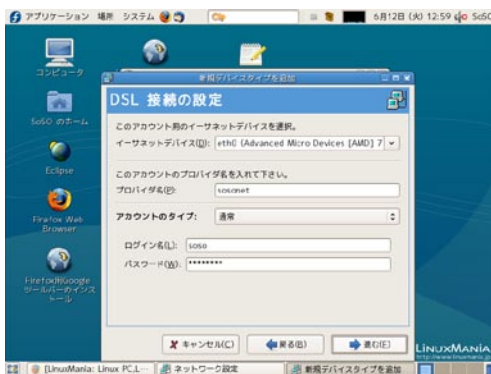 アプリケーション 場所 システム
6月12日 (火) 12:59
SoSO
コンピュータ
SoSO のホーム
Eclipse
Firefox Web
Browser
Firefox用Google
ツールバーのインス
トール
新規デバイスタイプを追加
DSL 接続の設定
このアカウント用のイーサネットデバイスを選択。
イーサネットデバイス(D): eth0 (Advanced Micro Devices [AMD] 7
このアカウントのプロバイダ名を入れて下さい。
プロバイダ名(P): sosonet
アカウントのタイプ: 通常
ログイン名(L): soso
パスワード(W): ********
キャンセル(C) 戻る(B) 進む(F)
LINUXMANIA
[LinuxMania: Linux PC,L… ネットワーク設定 新規デバイスタイプを追加